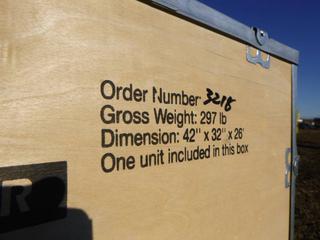 Order Number: 3218
Gross Weight: 297 lb
Dimension: 42" x 32" x 26'
One unit included in this box
R